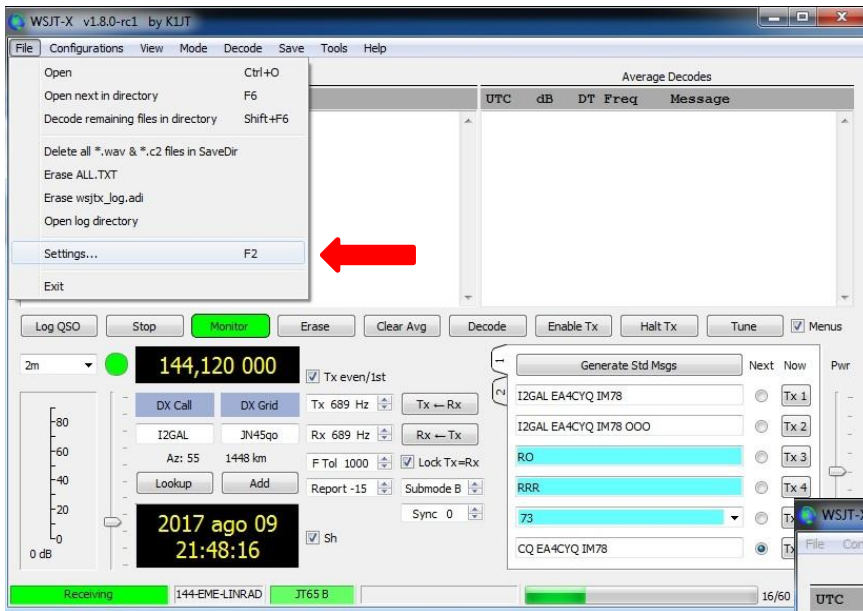 WSJT-X v1.8.0-rc1 by K1JT
File Configurations View Mode Decode Save Tools Help
Open Ctrl+O
Open next in directory F6
Decode remaining files in directory Shift+F6
Delete all *.wav & *.c2 files in SaveDir
Erase ALL.TXT
Erase wsjtx_log.adi
Open log directory
Settings... F2
Exit
Average Decodes
UTC dB DT Freq Message
Log QSO Stop Monitor Erase Clear Avg Decode Enable Tx Halt Tx Tune Menus
2m
144,120 000
Tx even/1st
DX Call DX Grid
Tx 689 Hz Tx ← Rx
I2GAL JN45qo
Rx 689 Hz Rx ← Tx
Az: 55 1448 km
F Tol 1000 Lock Tx=Rx
Lookup Add
Report -15 Submode B
Sync 0
2017 ago 09
21:48:16
Sh
-80
-60
-40
-20
0
0 dB
1
2
Generate Std Msgs Next Now Pwr
I2GAL EA4CYQ IM78 Tx 1
I2GAL EA4CYQ IM78 OOO Tx 2
RO Tx 3
RRR Tx 4
73
CQ EA4CYQ IM78
Receiving 144-EME-LINRAD JT65 B 16/60
WSJT-X
File
UTC